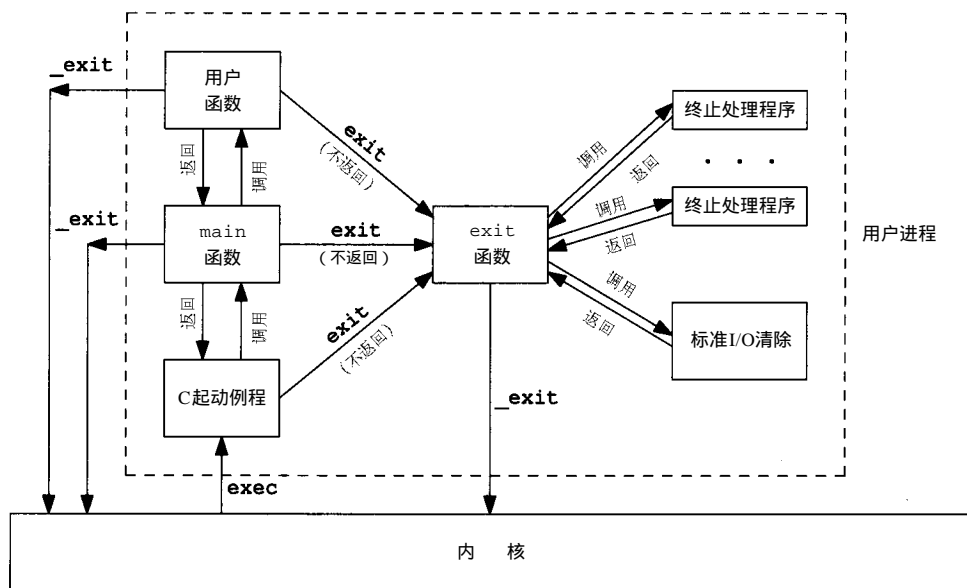 _exit
用户
函数
exit
(不返回)
返回
调用
终止处理程序
调用
返回
. . .
终止处理程序
调用
返回
用户进程
_exit
main
函数
exit
(不返回)
exit
函数
调用
返回
标准I/O清除
返回
调用
exit
(不返回)
C起动例程
_exit
exec
内 核